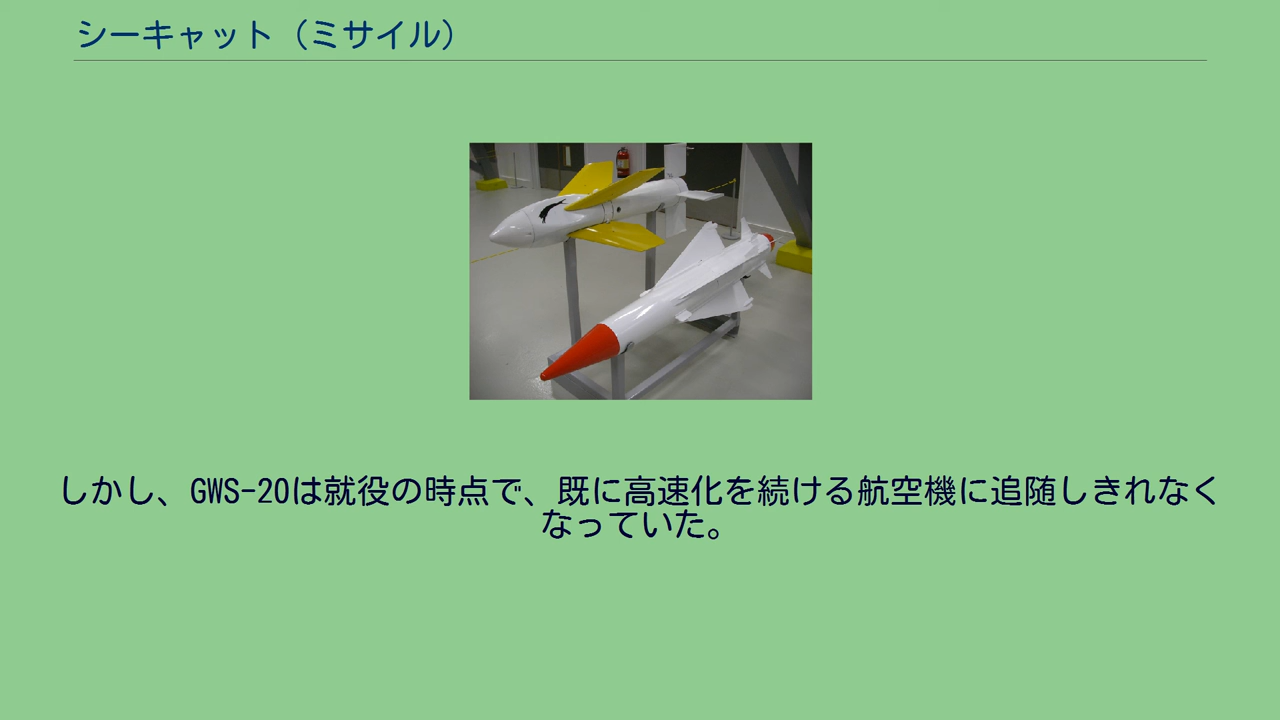 シーキャット（ミサイル）
しかし、GWS-20は就役の時点で、既に高速化を続ける航空機に追随しきれなく
なっていた。